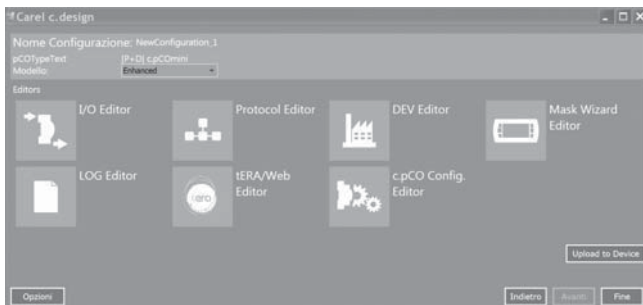 Carel c.design
Nome Configurazione: NewConfiguration_1
pCOTypeText [P+D] c.pCOmini
Modello: Enhanced
Editors
I/O Editor
Protocol Editor
DEV Editor
Mask Wizard
Editor
LOG Editor
tERA/Web
Editor
c.pCO Config.
Editor
tera
Upload to Device
Opzioni
Indietro
Avanti
Fine